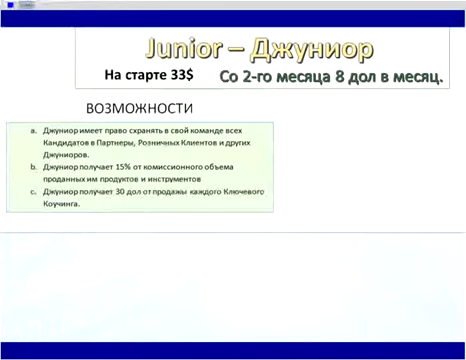 Junior – Джуниор
На старте 33$ Со 2-го месяца 8 дол в месяц.
ВОЗМОЖНОСТИ
a. Джуниор имеет право схранять в свой команде всех
Кандидатов в Партнеры, Розничных Клиентов и других
Джуниоров.
b. Джуниор получает 15% от комиссионного объема
проданных им продуктов и инструментов
c. Джуниор получает 30 дол от продажы каждого Ключевого
Коучинга.